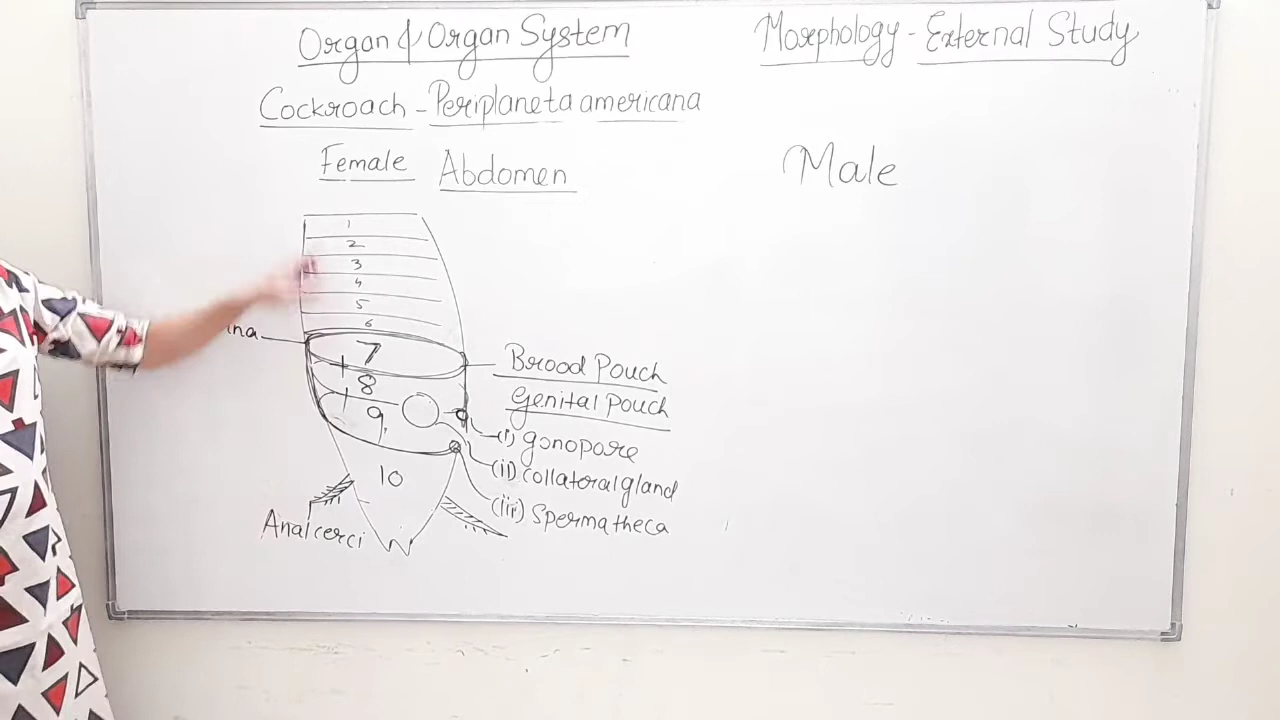 Organ & Organ System
Morphology - External Study
Cockroach - Periplaneta americana
Female Abdomen
Male
1
2
3
4
5
6
7
8
9
10
Brood Pouch
Genital Pouch
(i) gonopore
(ii) collateral gland
(iii) Spermatheca
Anal cerci